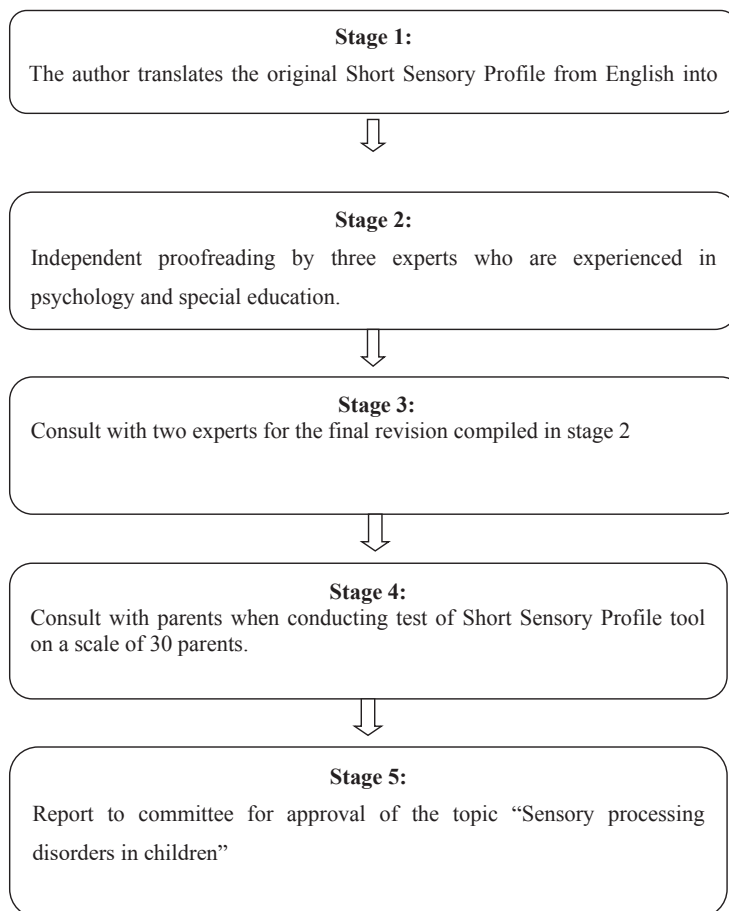 Stage 1:
The author translates the original Short Sensory Profile from English into
Stage 2:
Independent proofreading by three experts who are experienced in
psychology and special education.
Stage 3:
Consult with two experts for the final revision compiled in stage 2
Stage 4:
Consult with parents when conducting test of Short Sensory Profile tool
on a scale of 30 parents.
Stage 5:
Report to committee for approval of the topic “Sensory processing
disorders in children”